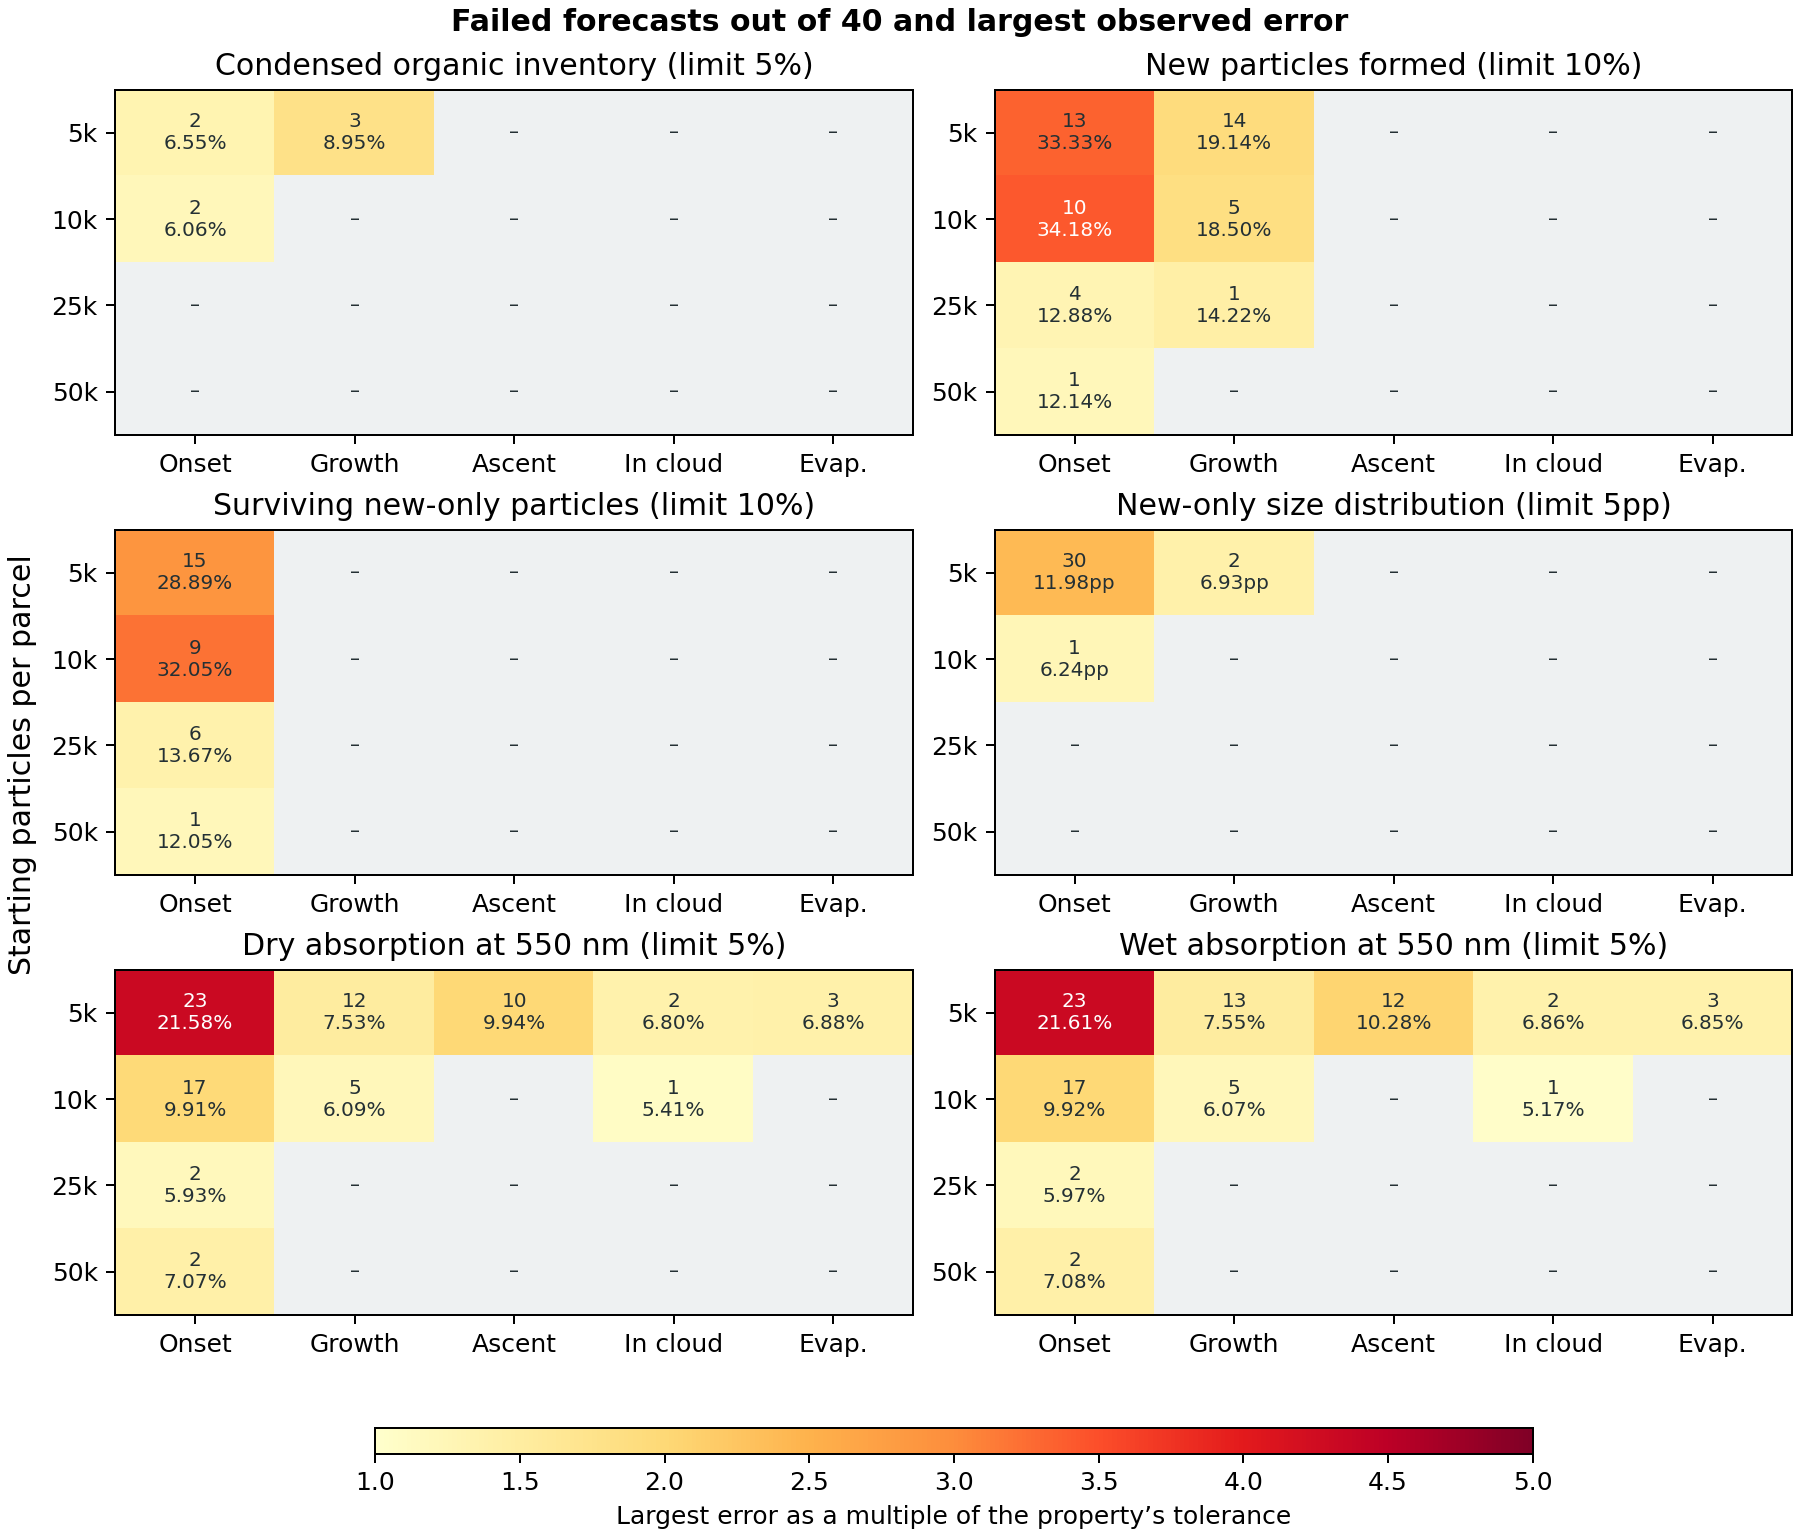 Failed forecasts out of 40 and largest observed error
Starting particles per parcel
Condensed organic inventory (limit 5%)
5k
2 3 – – –
6.55% 8.95%
10k
2 – – – –
6.06%
25k
– – – – –
50k
– – – – –
Onset Growth Ascent In cloud Evap.
New particles formed (limit 10%)
5k
13 14 – – –
33.33% 19.14%
10k
10 5 – – –
34.18% 18.50%
25k
4 1 – – –
12.88% 14.22%
50k
1 – – – –
12.14%
Onset Growth Ascent In cloud Evap.
Surviving new-only particles (limit 10%)
5k
15 – – – –
28.89%
10k
9 – – – –
32.05%
25k
6 – – – –
13.67%
50k
1 – – – –
12.05%
Onset Growth Ascent In cloud Evap.
New-only size distribution (limit 5pp)
5k
30 2 – – –
11.98pp 6.93pp
10k
1 – – – –
6.24pp
25k
– – – – –
50k
– – – – –
Onset Growth Ascent In cloud Evap.
Dry absorption at 550 nm (limit 5%)
5k
23 12 10 2 3
21.58% 7.53% 9.94% 6.80% 6.88%
10k
17 5 – 1 –
9.91% 6.09% 5.41%
25k
2 – – – –
5.93%
50k
2 – – – –
7.07%
Onset Growth Ascent In cloud Evap.
Wet absorption at 550 nm (limit 5%)
5k
23 13 12 2 3
21.61% 7.55% 10.28% 6.86% 6.85%
10k
17 5 – 1 –
9.92% 6.07% 5.17%
25k
2 – – – –
5.97%
50k
2 – – – –
7.08%
Onset Growth Ascent In cloud Evap.
1.0 1.5 2.0 2.5 3.0 3.5 4.0 4.5 5.0
Largest error as a multiple of the property’s tolerance